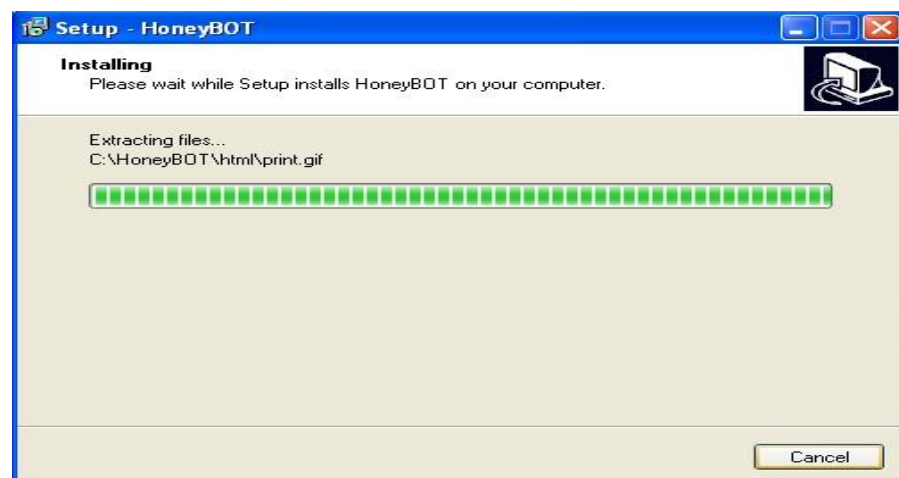 Setup - HoneyBOT
Installing
Please wait while Setup installs HoneyBOT on your computer.
Extracting files...
C:\HoneyBOT\html\print.gif
Cancel